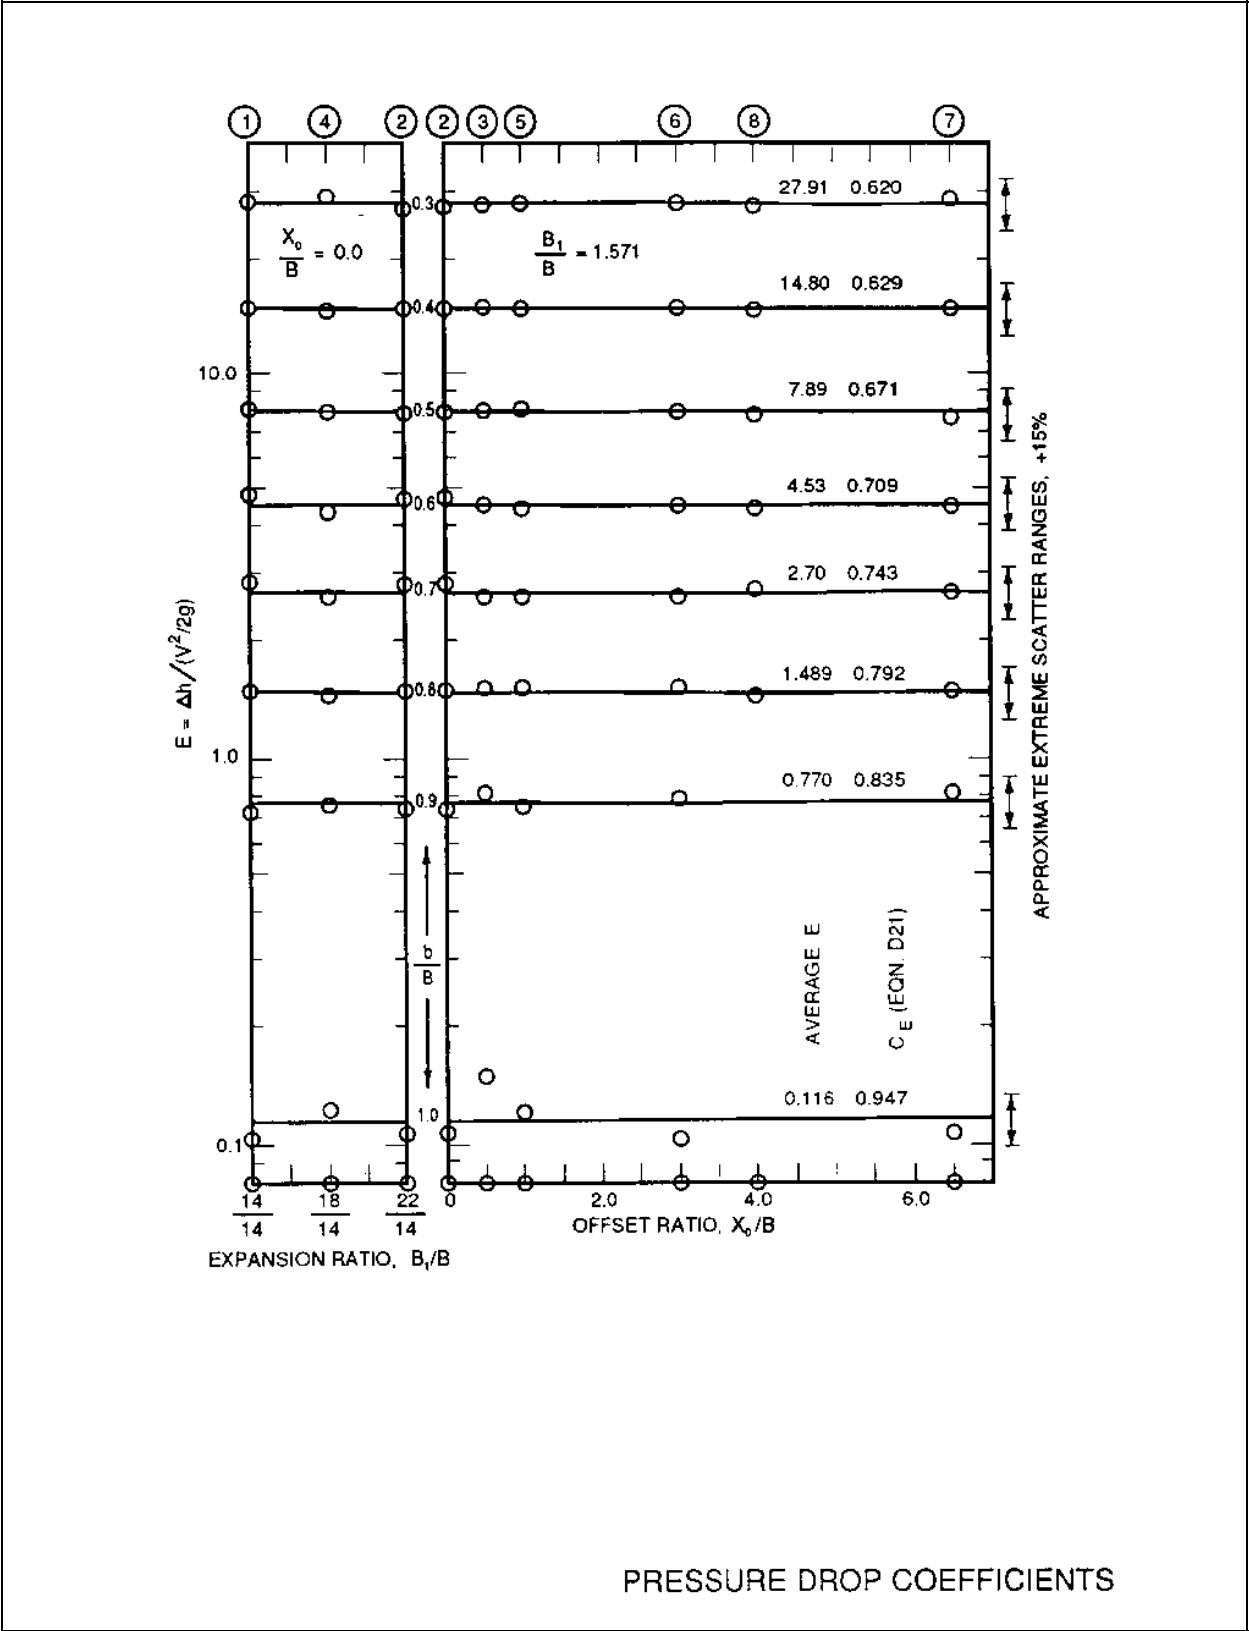 1 4 2 2 3 5 6 8 7
27.91 0.620
0.3
X₀/B = 0.0
B₁/B = 1.571
14.80 0.629
0.4
10.0
7.89 0.671
0.5
4.53 0.709
0.6
2.70 0.743
0.7
1.489 0.792
0.8
1.0
0.770 0.835
0.9
b/B
0.116 0.947
1.0
0.1
E = Δh/(V²/2g)
AVERAGE E
C_E (EQN. D21)
APPROXIMATE EXTREME SCATTER RANGES, +15%
14/14 18/14 22/14 0 2.0 4.0 6.0
OFFSET RATIO, X₀/B
EXPANSION RATIO, B₁/B
PRESSURE DROP COEFFICIENTS